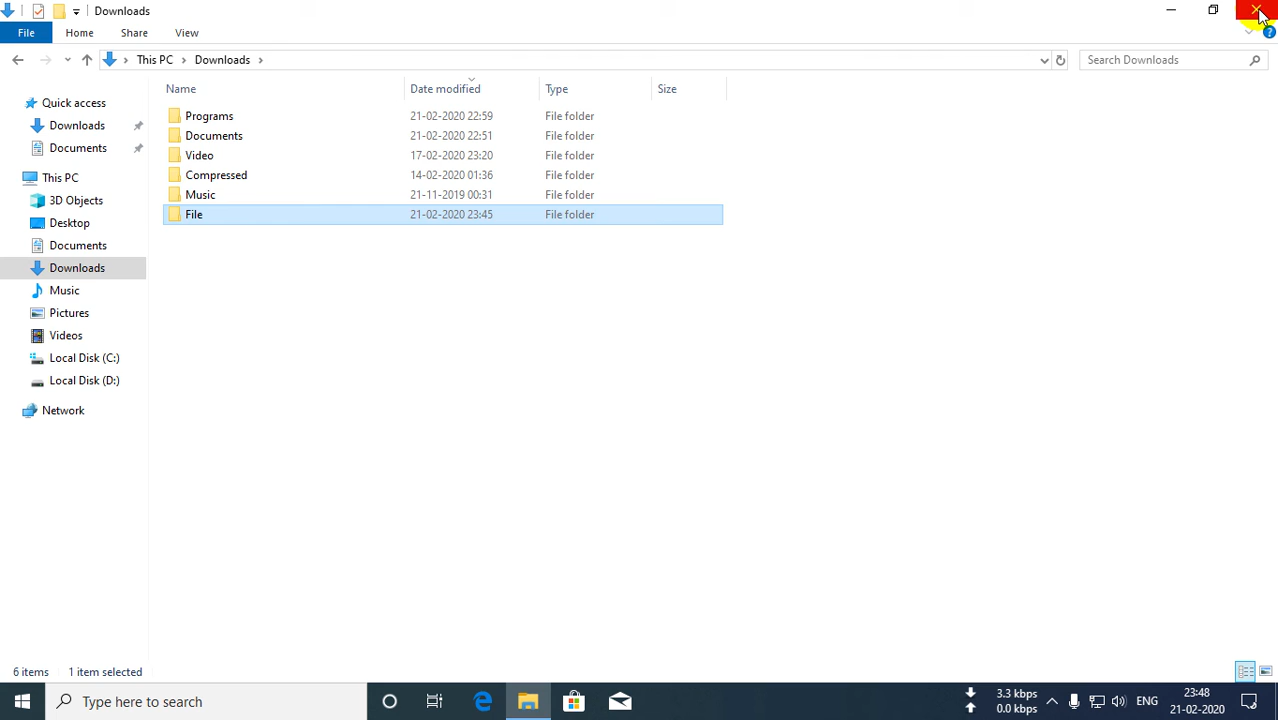 Downloads
File Home Share View
This PC Downloads Search Downloads
Name Date modified Type Size
Quick access
Downloads
Documents
This PC
3D Objects
Desktop
Documents
Downloads
Music
Pictures
Videos
Local Disk (C:)
Local Disk (D:)
Network
Programs 21-02-2020 22:59 File folder
Documents 21-02-2020 22:51 File folder
Video 17-02-2020 23:20 File folder
Compressed 14-02-2020 01:36 File folder
Music 21-11-2019 00:31 File folder
File 21-02-2020 23:45 File folder
6 items 1 item selected
Type here to search
3.3 kbps
0.0 kbps
ENG
23:48
21-02-2020